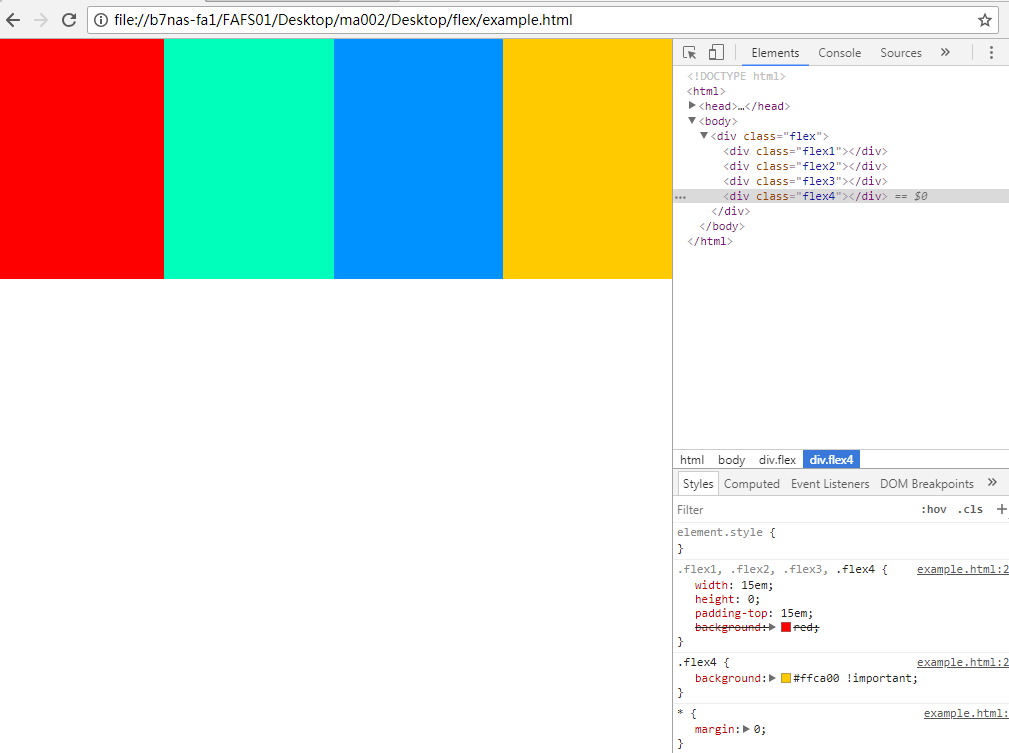 file://b7nas-fa1/FAFS01/Desktop/ma002/Desktop/flex/example.html
Elements Console Sources »
<!DOCTYPE html>
<html>
<head>…</head>
<body>
<div class="flex">
<div class="flex1"></div>
<div class="flex2"></div>
<div class="flex3"></div>
... <div class="flex4"></div> == $0
</div>
</body>
</html>
html body div.flex div.flex4
Styles Computed Event Listeners DOM Breakpoints »
Filter :hov .cls +
element.style {
}
.flex1, .flex2, .flex3, .flex4 { example.html:2
width: 15em;
height: 0;
padding-top: 15em;
background: red;
}
.flex4 { example.html:2
background: #ffca00 !important;
}
* { example.html:
margin: 0;
}